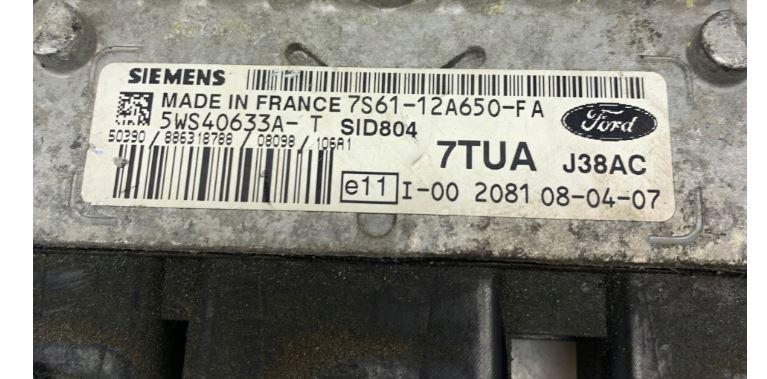 SIEMENS
MADE IN FRANCE 7S61-12A650-FA
5WS40633A- T SID804
50390 / 886318788 / 08098 / 106A1
Ford
7TUA J38AC
e11 I-00 2081 08-04-07